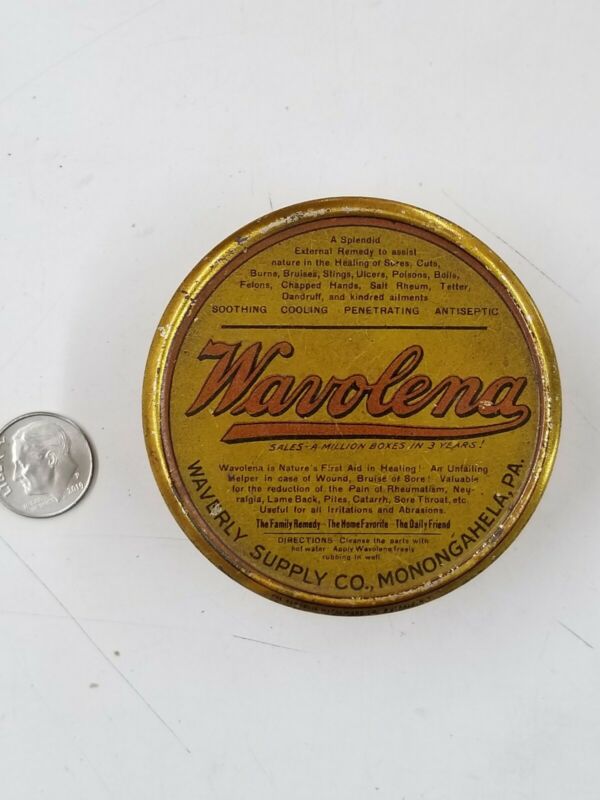 A Splendid
External Remedy to assist
nature in the Healing of Sores, Cuts,
Burns, Bruises, Stings, Ulcers, Poisons, Boils,
Felons, Chapped Hands, Salt Rheum, Tetter,
Dandruff, and kindred ailments
SOOTHING COOLING PENETRATING ANTISEPTIC
Wavolena
SALES - A MILLION BOXES IN 3 YEARS!
Wavolena is Nature's First Aid in Healing! An Unfailing
Helper in case of Wound, Bruise of Sore! Valuable
for the reduction of the Pain of Rheumatism, Neu-
ralgia, Lame Back, Piles, Catarrh, Sore Throat, etc.
Useful for all Irritations and Abrasions.
The Family Remedy - The Home Favorite - The Daily Friend
DIRECTIONS Cleanse the parts with
hot water Apply Wavolena freely
rubbing in well.
WAVERLY SUPPLY CO., MONONGAHELA, PA.
LIBERTY
2019
P